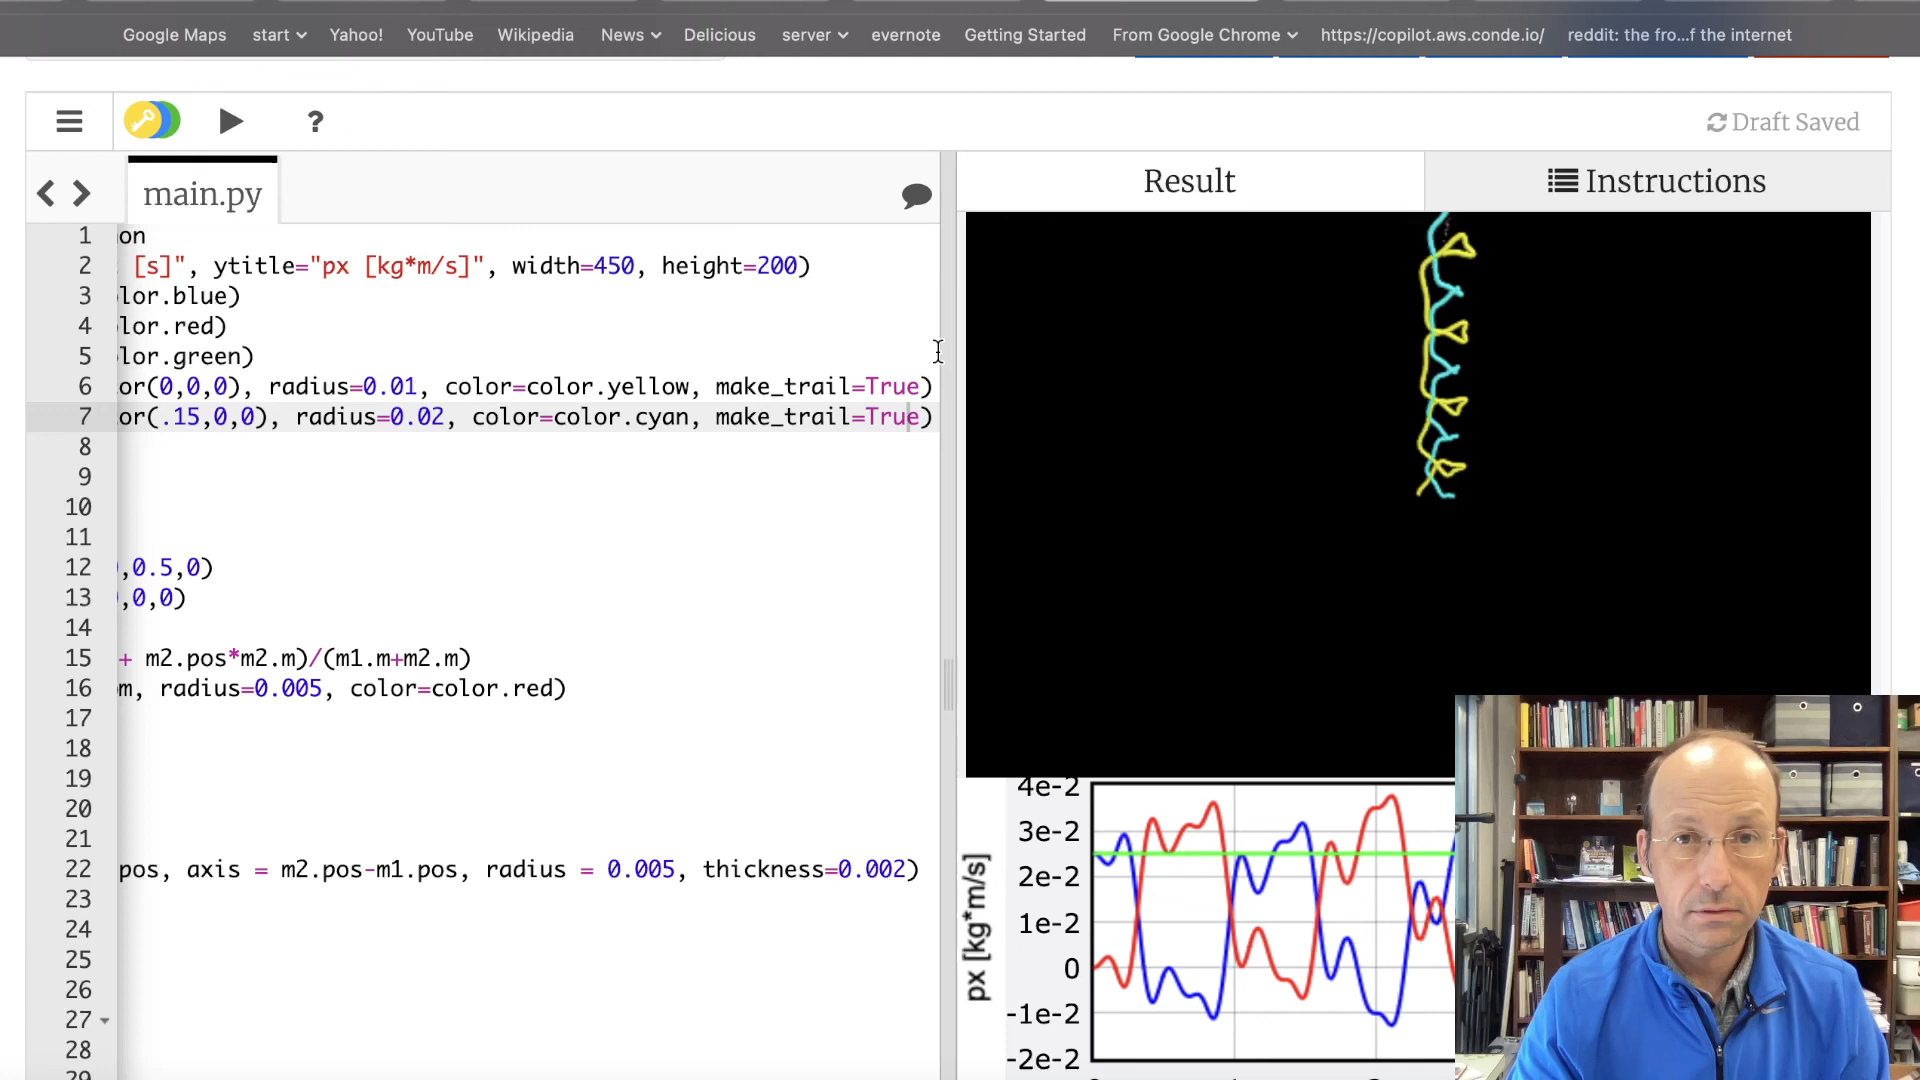 Google Maps start Yahoo! YouTube Wikipedia News Delicious server evernote Getting Started From Google Chrome https://copilot.aws.conde.io/ reddit: the fro...f the internet
? Draft Saved
main.py
Result Instructions
1 on
2 [s]", ytitle="px [kg*m/s]", width=450, height=200)
3 lor.blue)
4 lor.red)
5 lor.green)
6 or(0,0,0), radius=0.01, color=color.yellow, make_trail=True)
7 or(.15,0,0), radius=0.02, color=color.cyan, make_trail=True)
8
9
10
11
12 ,0.5,0)
13 ,0,0)
14
15 + m2.pos*m2.m)/(m1.m+m2.m)
16 m, radius=0.005, color=color.red)
17
18
19
20
21
22 pos, axis = m2.pos-m1.pos, radius = 0.005, thickness=0.002)
23
24
25
26
27
28
29
px [kg*m/s]
4e-2
3e-2
2e-2
1e-2
0
-1e-2
-2e-2